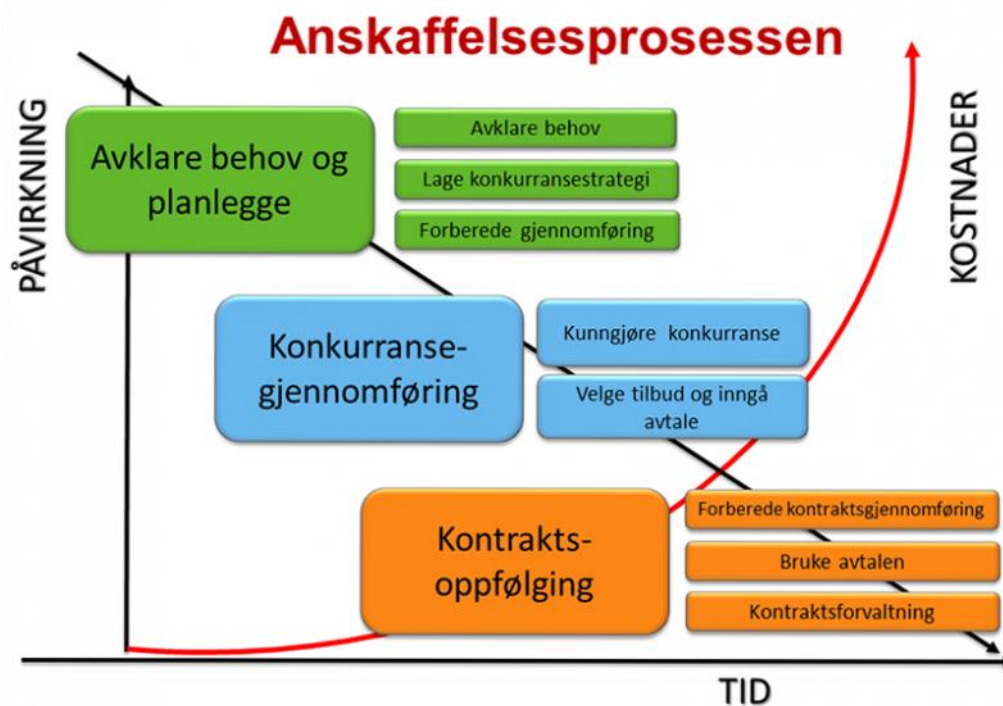 Anskaffelsesprosessen
PÅVIRKNING
KOSTNADER
Avklare behov og
planlegge
Avklare behov
Lage konkurransestrategi
Forberede gjennomføring
Konkurranse-
gjennomføring
Kunngjøre konkurranse
Velge tilbud og inngå
avtale
Kontrakts-
oppfølging
Forberede kontraktsgjennomføring
Bruke avtalen
Kontraktsforvaltning
TID